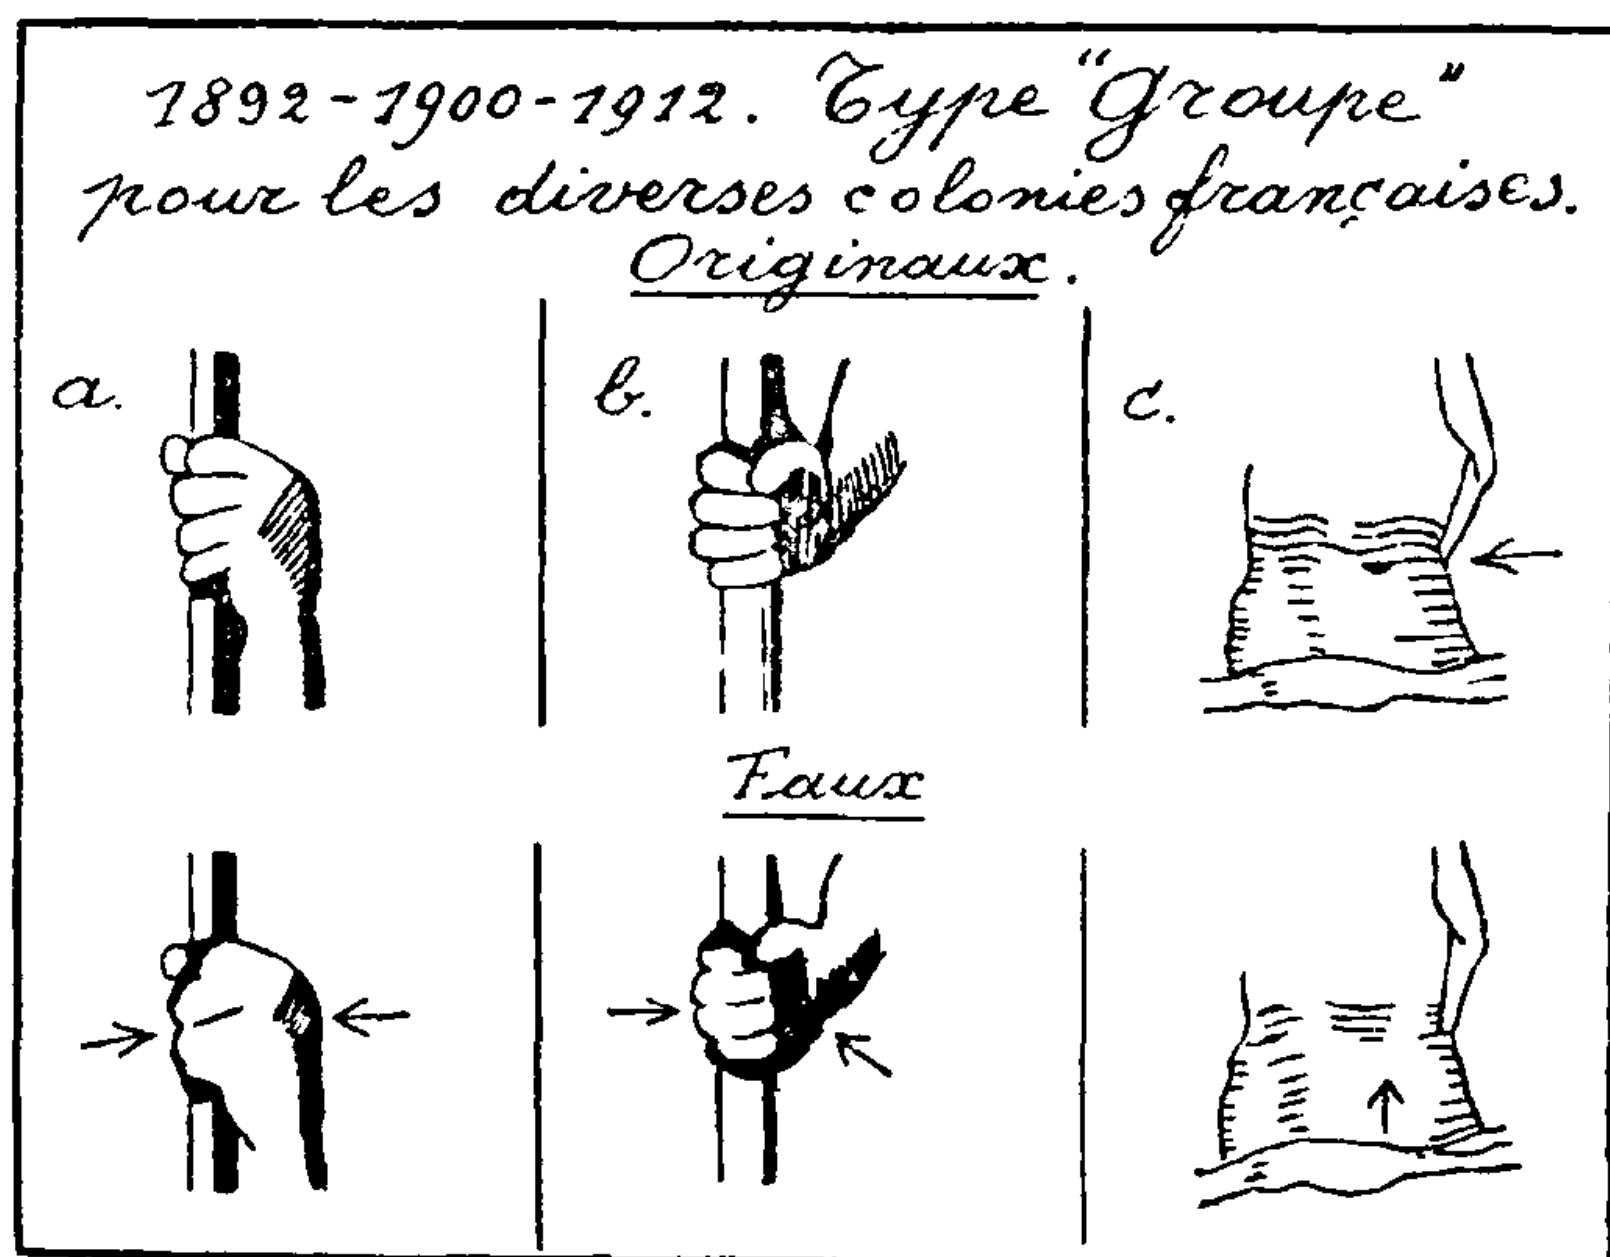 1892-1900-1912. Type "Groupe"
pour les diverses colonies françaises.
Originaux.
a. b. c.
Faux